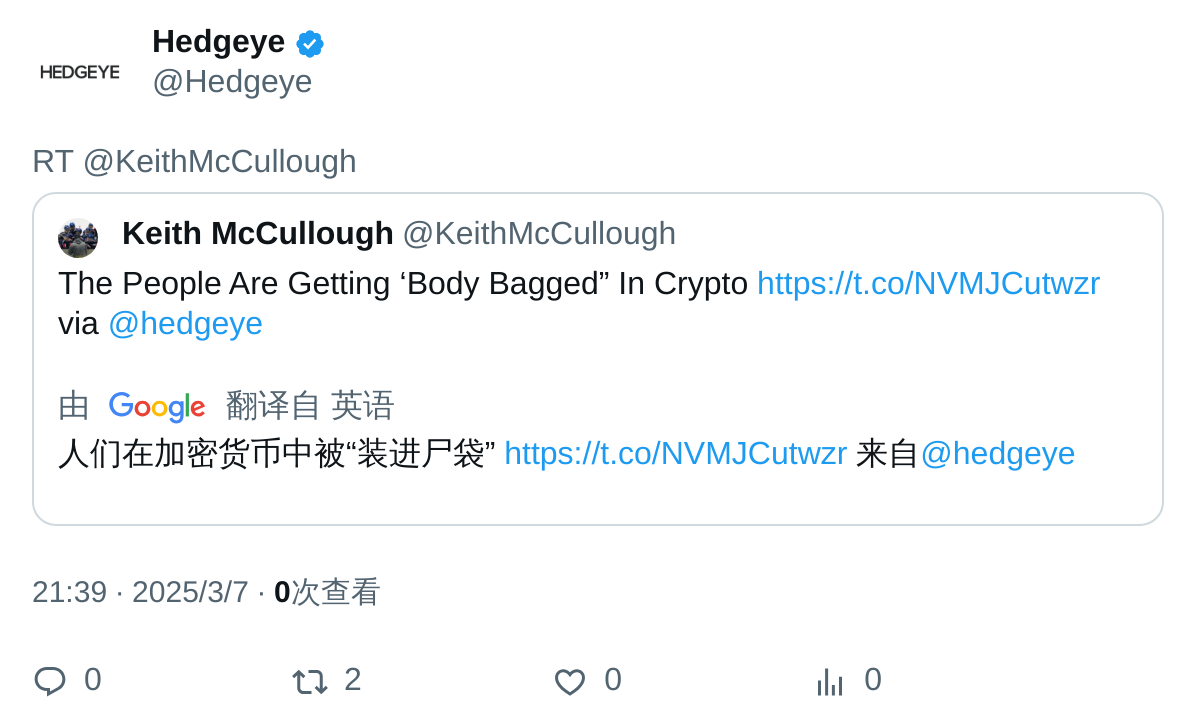 Hedgeye
HEDGEYE
@Hedgeye
RT @KeithMcCullough
Keith McCullough @KeithMcCullough
The People Are Getting ‘Body Bagged” In Crypto https://t.co/NVMJCutwzr
via @hedgeye
由 Google 翻译自 英语
人们在加密货币中被“装进尸袋” https://t.co/NVMJCutwzr 来自@hedgeye
21:39 · 2025/3/7 · 0次查看
0 2 0 0